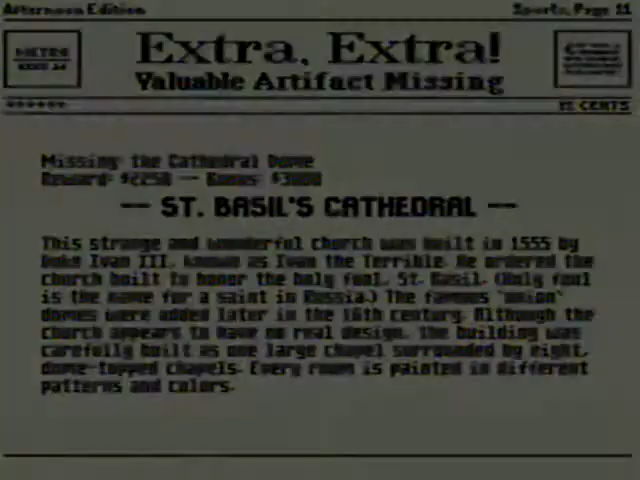 Afternoon Edition
Sports, Page 11
METRO
Extra, Extra!
Valuable Artifact Missing
15 CENTS
Missing: the Cathedral Dome
Reward: $2250 -- Bonus: $3000
-- ST. BASIL'S CATHEDRAL --
This strange and wonderful church was built in 1555 by
Duke Ivan III, known as Ivan the Terrible. He ordered the
church built to honor the holy fool, St. Basil. (Holy fool
is the name for a saint in Russia.) The famous "onion"
domes were added later in the 16th century. Although the
church appears to have no real design, the building was
carefully built as one large chapel surrounded by eight,
dome-topped chapels. Every room is painted in different
patterns and colors.